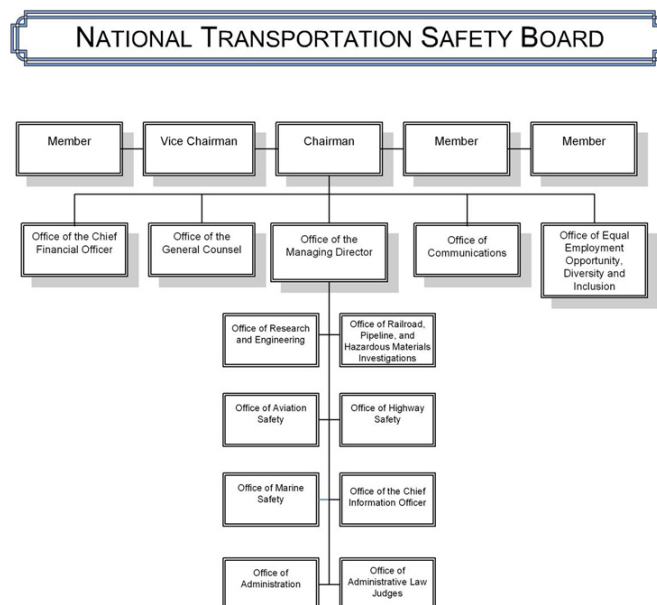 NATIONAL TRANSPORTATION SAFETY BOARD
Member
Vice Chairman
Chairman
Member
Member
Office of the Chief
Financial Officer
Office of the
General Counsel
Office of the
Managing Director
Office of
Communications
Office of Equal
Employment
Opportunity,
Diversity and
Inclusion
Office of Research
and Engineering
Office of Railroad,
Pipeline, and
Hazardous Materials
Investigations
Office of Aviation
Safety
Office of Highway
Safety
Office of Marine
Safety
Office of the Chief
Information Officer
Office of
Administration
Office of
Administrative Law
Judges